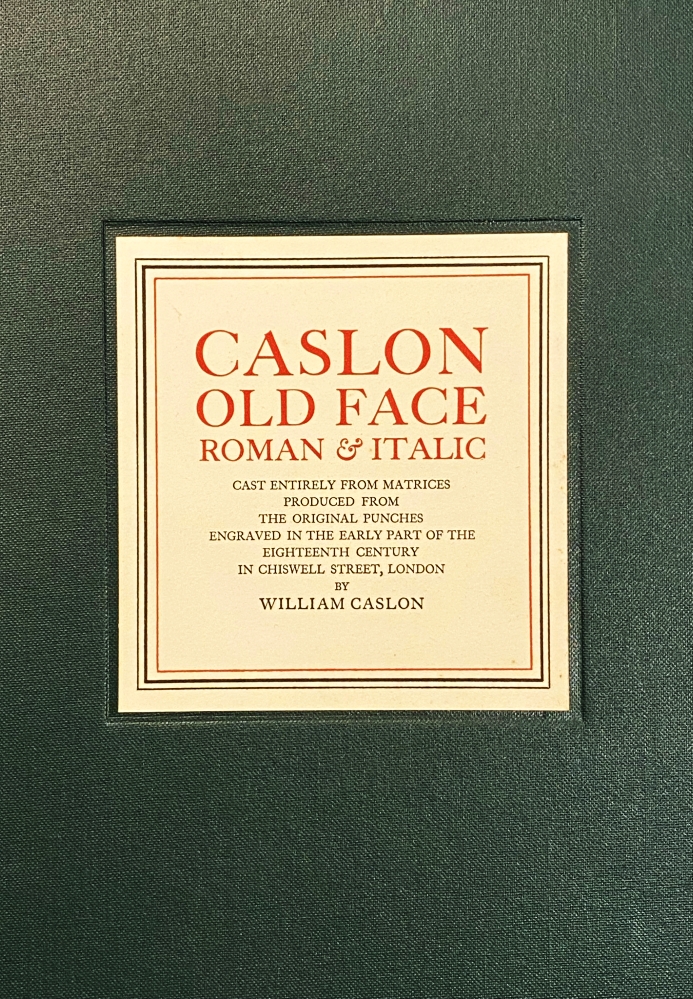 CASLON
OLD FACE
ROMAN & ITALIC
CAST ENTIRELY FROM MATRICES
PRODUCED FROM
THE ORIGINAL PUNCHES
ENGRAVED IN THE EARLY PART OF THE
EIGHTEENTH CENTURY
IN CHISWELL STREET, LONDON
BY
WILLIAM CASLON